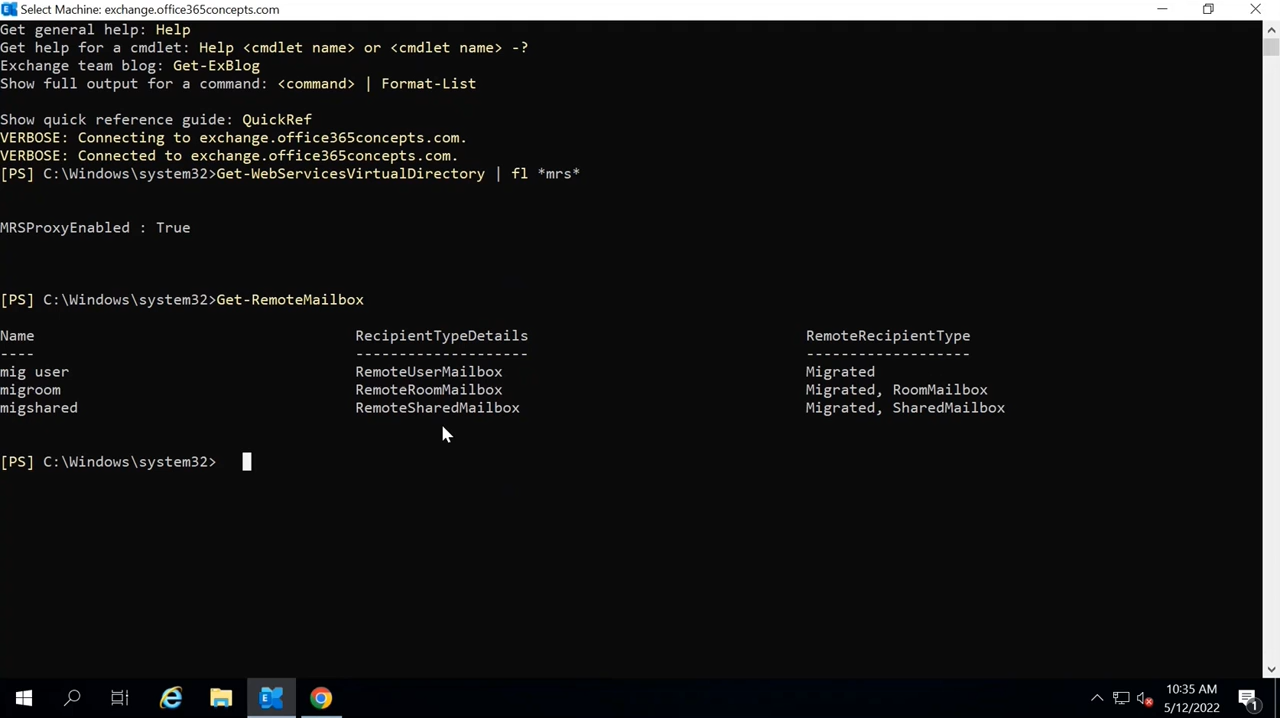 Select Machine: exchange.office365concepts.com
Get general help: Help
Get help for a cmdlet: Help <cmdlet name> or <cmdlet name> -?
Exchange team blog: Get-ExBlog
Show full output for a command: <command> | Format-List
Show quick reference guide: QuickRef
VERBOSE: Connecting to exchange.office365concepts.com.
VERBOSE: Connected to exchange.office365concepts.com.
[PS] C:\Windows\system32>Get-WebServicesVirtualDirectory | fl *mrs*
MRSProxyEnabled : True
[PS] C:\Windows\system32>Get-RemoteMailbox
Name RecipientTypeDetails RemoteRecipientType
---- -------------------- -------------------
mig user RemoteUserMailbox Migrated
migroom RemoteRoomMailbox Migrated, RoomMailbox
migshared RemoteSharedMailbox Migrated, SharedMailbox
[PS] C:\Windows\system32>
10:35 AM
5/12/2022
1